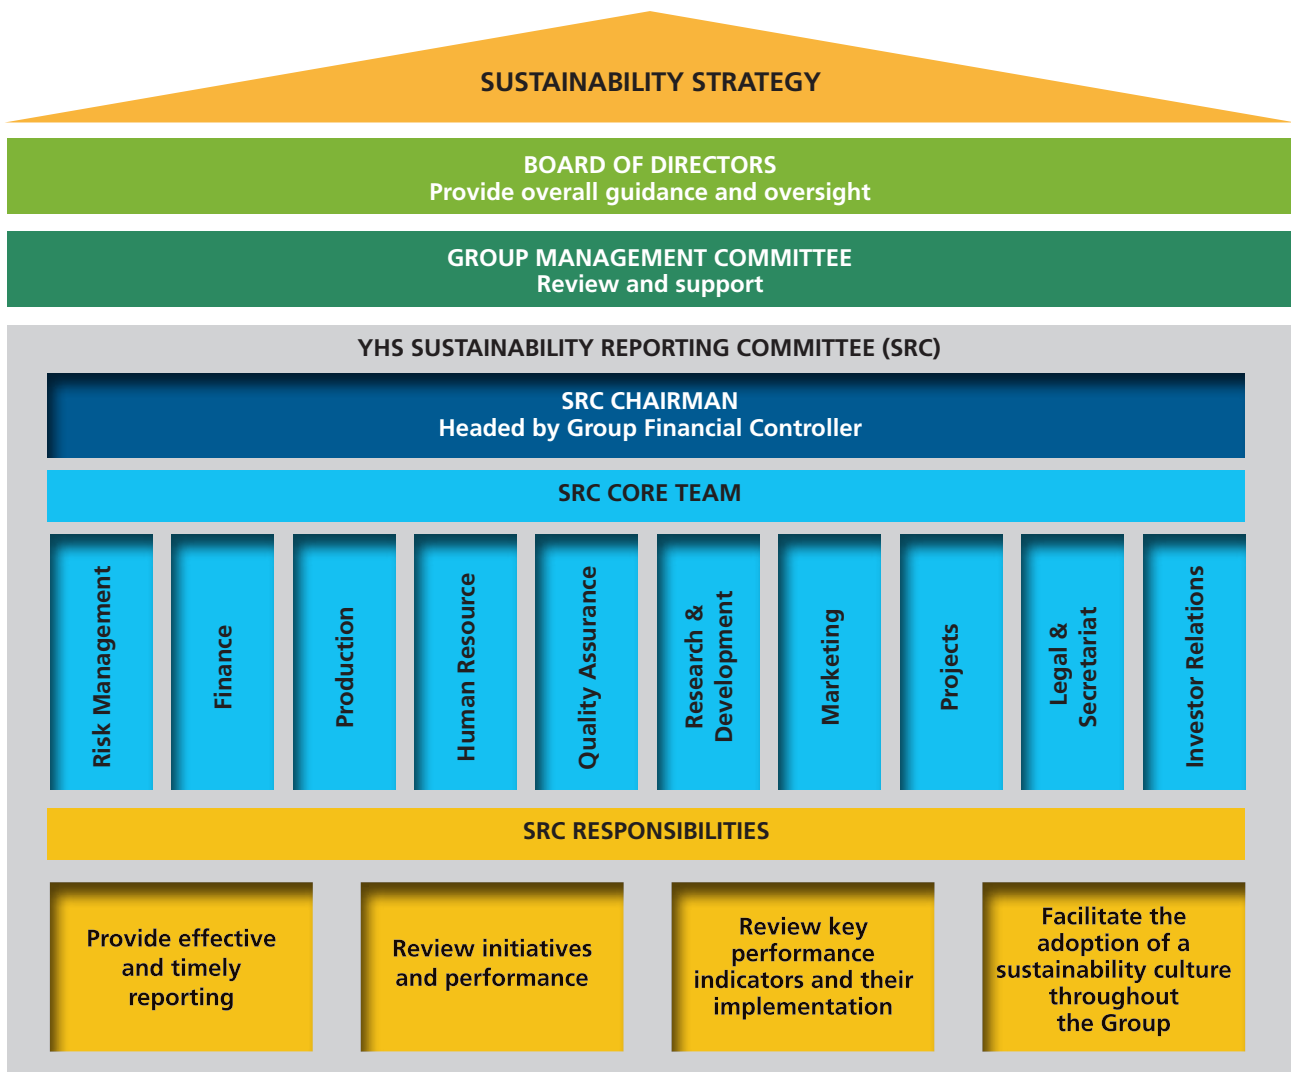 SUSTAINABILITY STRATEGY
BOARD OF DIRECTORS
Provide overall guidance and oversight
GROUP MANAGEMENT COMMITTEE
Review and support
YHS SUSTAINABILITY REPORTING COMMITTEE (SRC)
SRC CHAIRMAN
Headed by Group Financial Controller
SRC CORE TEAM
Risk Management
Finance
Production
Human Resource
Quality Assurance
Research &
Development
Marketing
Projects
Legal &
Secretariat
Investor Relations
SRC RESPONSIBILITIES
Provide effective
and timely
reporting
Review initiatives
and performance
Review key
performance
indicators and their
implementation
Facilitate the
adoption of a
sustainability culture
throughout
the Group